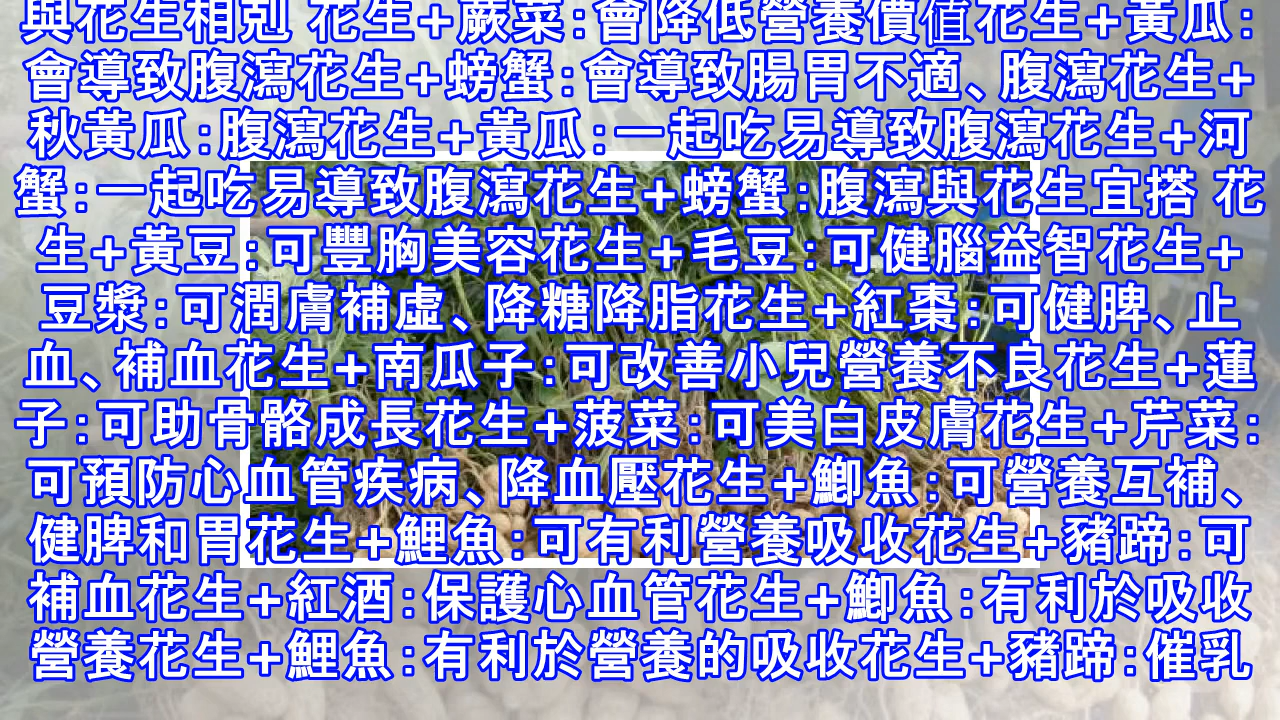 與花生相剋 花生+蕨菜:會降低營養價值花生+黃瓜:
會導致腹瀉花生+螃蟹:會導致腸胃不適、腹瀉花生+
秋黃瓜:腹瀉花生+黃瓜:一起吃易導致腹瀉花生+河
蟹:一起吃易導致腹瀉花生+螃蟹:腹瀉與花生宜搭 花
生+黃豆:可豐胸美容花生+毛豆:可健腦益智花生+
豆漿:可潤膚補虛、降糖降脂花生+紅棗:可健脾、止
血、補血花生+南瓜子:可改善小兒營養不良花生+蓮
子:可助骨骼成長花生+菠菜:可美白皮膚花生+芹菜:
可預防心血管疾病、降血壓花生+鯽魚:可營養互補、
健脾和胃花生+鯉魚:可有利營養吸收花生+豬蹄:可
補血花生+紅酒:保護心血管花生+鯽魚:有利於吸收
營養花生+鯉魚:有利於營養的吸收花生+豬蹄:催乳